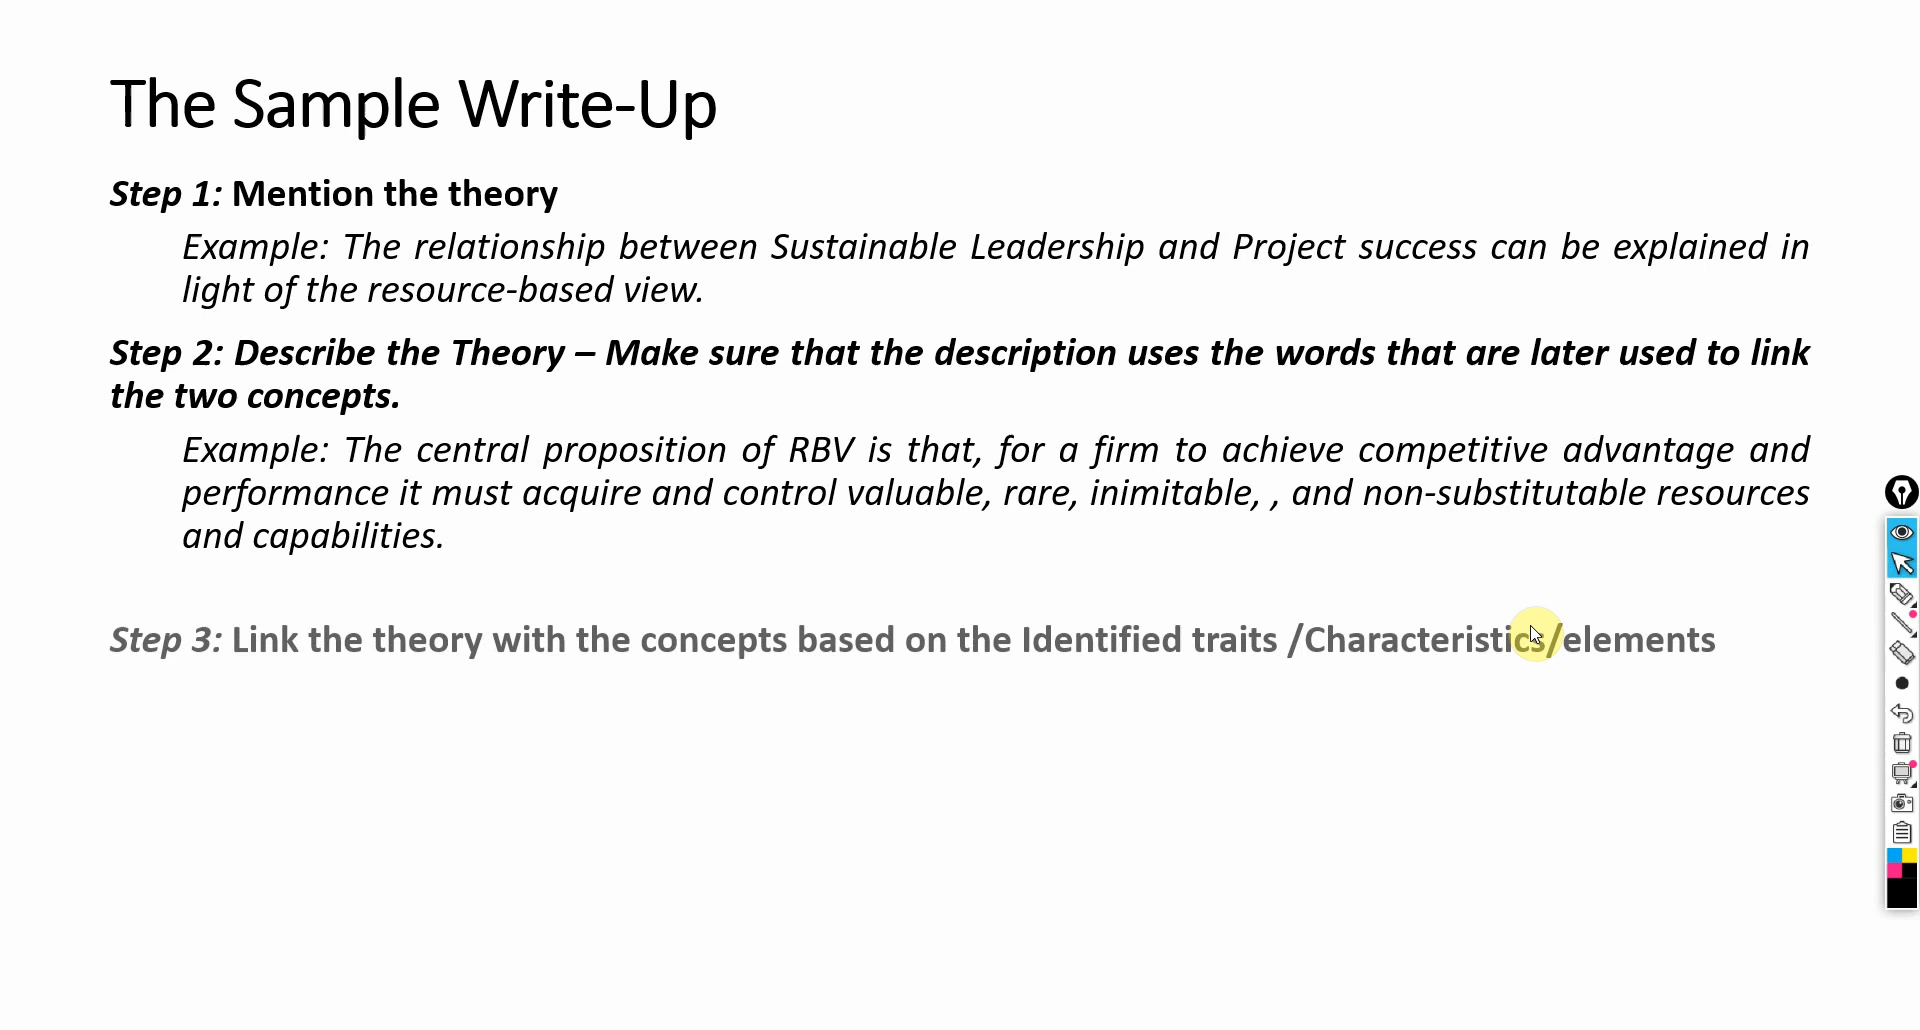 The Sample Write-Up
Step 1: Mention the theory
Example: The relationship between Sustainable Leadership and Project success can be explained in
light of the resource-based view.
Step 2: Describe the Theory – Make sure that the description uses the words that are later used to link
the two concepts.
Example: The central proposition of RBV is that, for a firm to achieve competitive advantage and
performance it must acquire and control valuable, rare, inimitable, , and non-substitutable resources
and capabilities.
Step 3: Link the theory with the concepts based on the Identified traits /Characteristics/elements